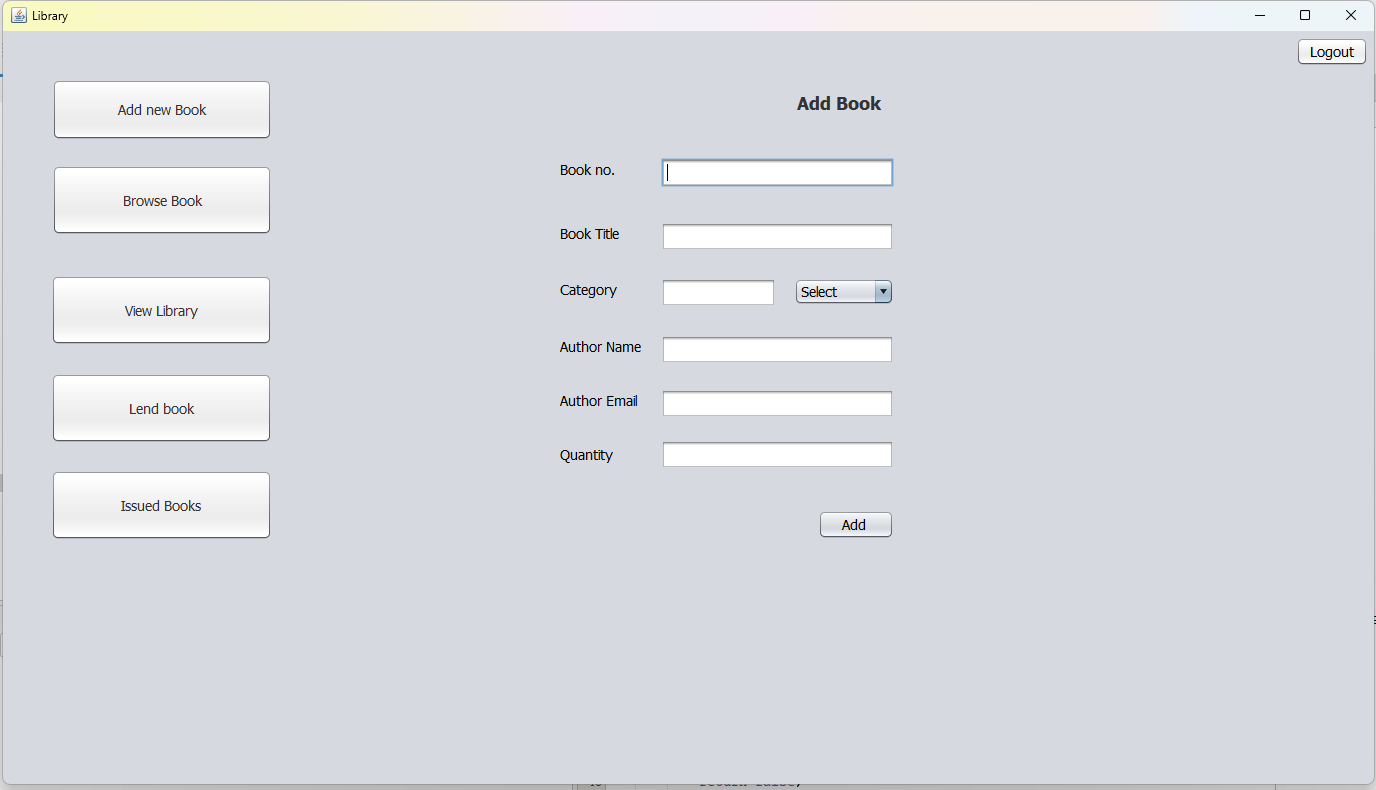 Library
Logout
Add new Book
Browse Book
View Library
Lend book
Issued Books
Add Book
Book no.
Book Title
Category
Select
Author Name
Author Email
Quantity
Add